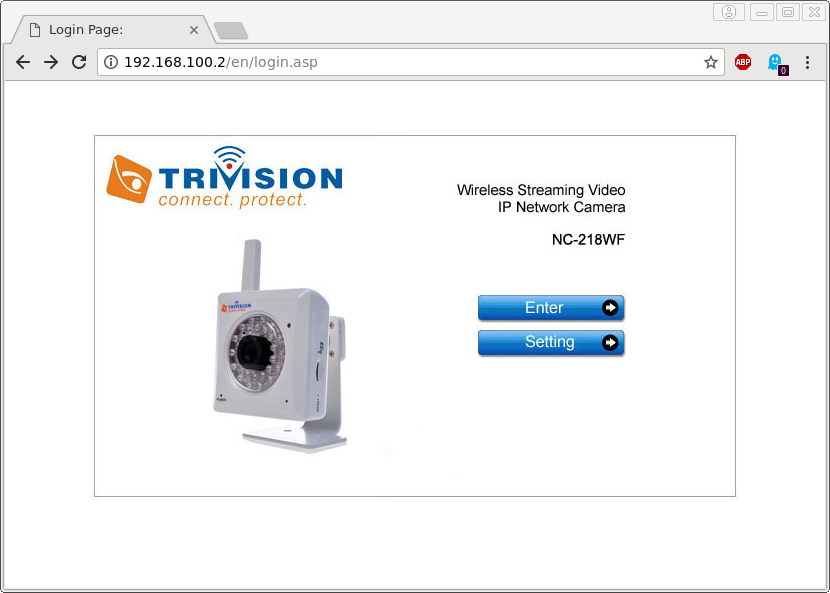 Login Page:
192.168.100.2/en/login.asp
ABP
0
TRIVISION
connect. protect.
Wireless Streaming Video
IP Network Camera
NC-218WF
TRIVISION
Enter
Setting